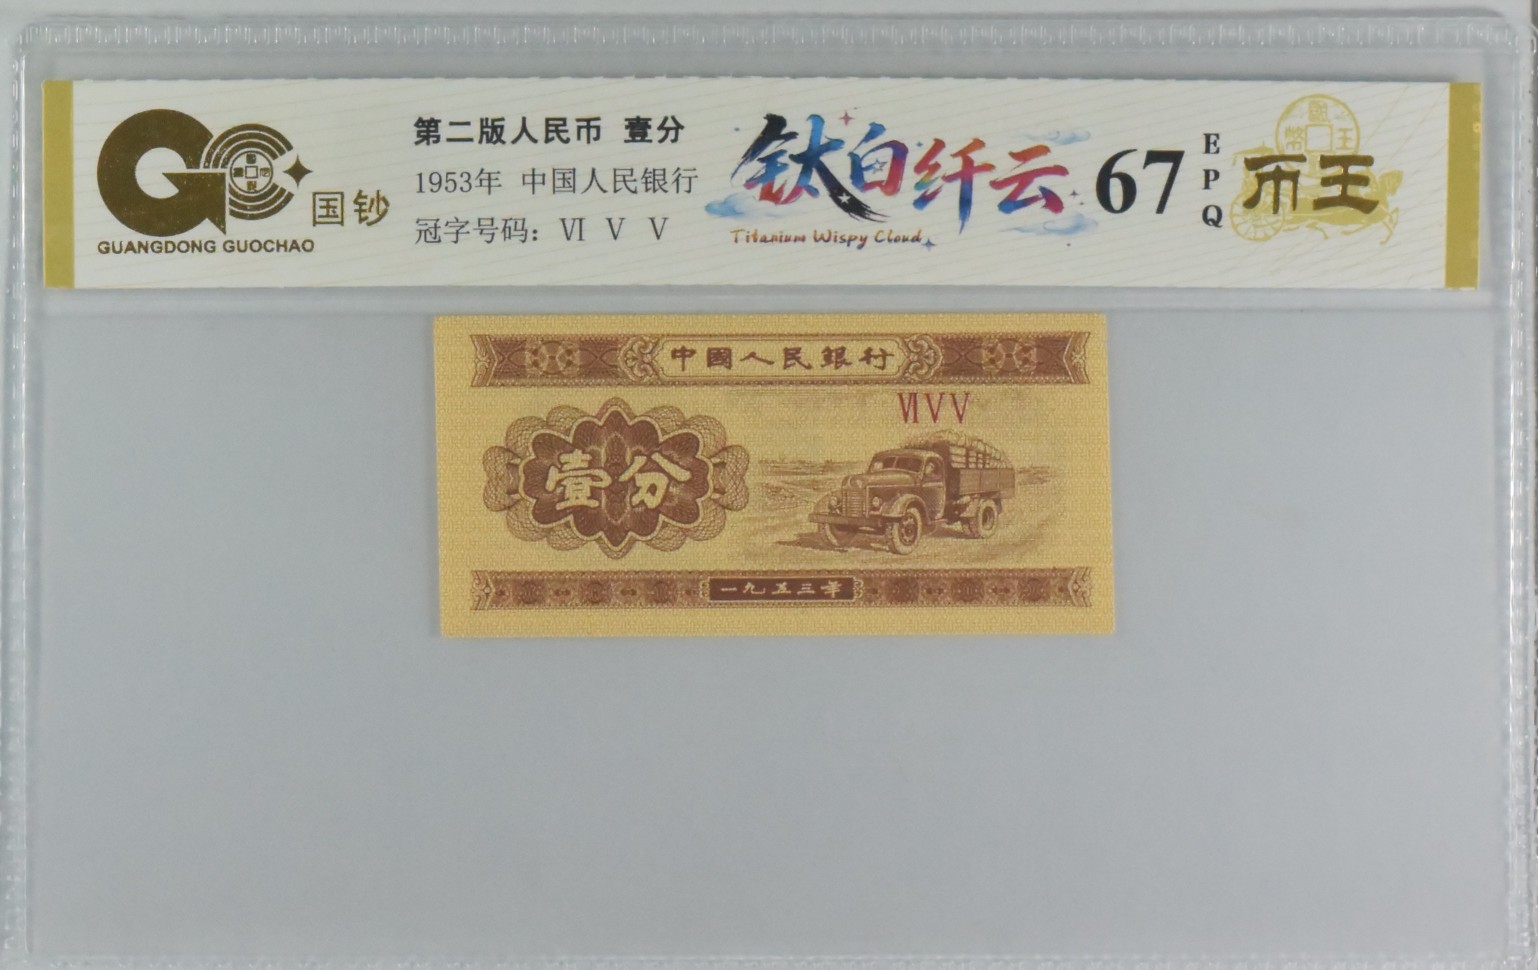 GC
国钞
GUANGDONG GUOCHAO
第二版人民币 壹分
1953年 中国人民银行
冠字号码：Ⅵ Ⅴ Ⅴ
钛白纤云
Titanium Wispy Cloud
67
EPQ
币王
中國人民銀行
ⅥⅤⅤ
壹分
一九五三年